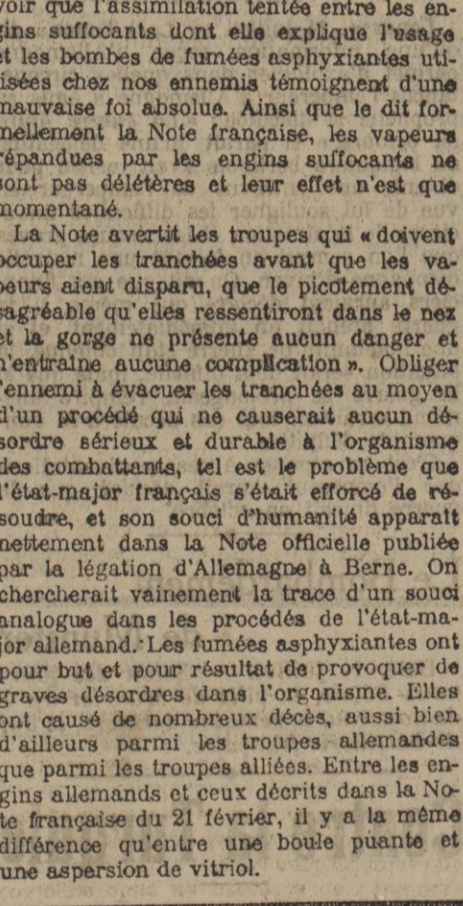 voir que l'assimilation tentée entre les en-
gins suffocants dont elle explique l'usage
et les bombes de fumées asphyxiantes uti-
isées chez nos ennemis témoignent d'une
mauvaise foi absolue. Ainsi que le dit for-
mellement la Note française, les vapeurs
répandues par les engins suffocants ne
sont pas délétères et leur effet n'est que
momentané.
La Note avertit les troupes qui « doivent
occuper les tranchées avant que les va-
peurs aient disparu, que le picotement dé-
sagréable qu'elles ressentiront dans le nez
et la gorge ne présente aucun danger et
n'entraîne aucune complication ». Obliger
'ennemi à évacuer les tranchées au moyen
d'un procédé qui ne causerait aucun dé-
sordre sérieux et durable à l'organisme
des combattants, tel est le problème que
l'état-major français s'était efforcé de ré-
soudre, et son souci d'humanité apparaît
nettement dans la Note officielle publiée
par la légation d'Allemagne à Berne. On
chercherait vainement la trace d'un souci
analogue dans les procédés de l'état-ma-
jor allemand. Les fumées asphyxiantes ont
pour but et pour résultat de provoquer de
graves désordres dans l'organisme. Elles
ont causé de nombreux décès, aussi bien
d'ailleurs parmi les troupes allemandes
que parmi les troupes alliées. Entre les en-
gins allemands et ceux décrits dans la No-
te française du 21 février, il y a la même
différence qu'entre une boule puante et
une aspersion de vitriol.